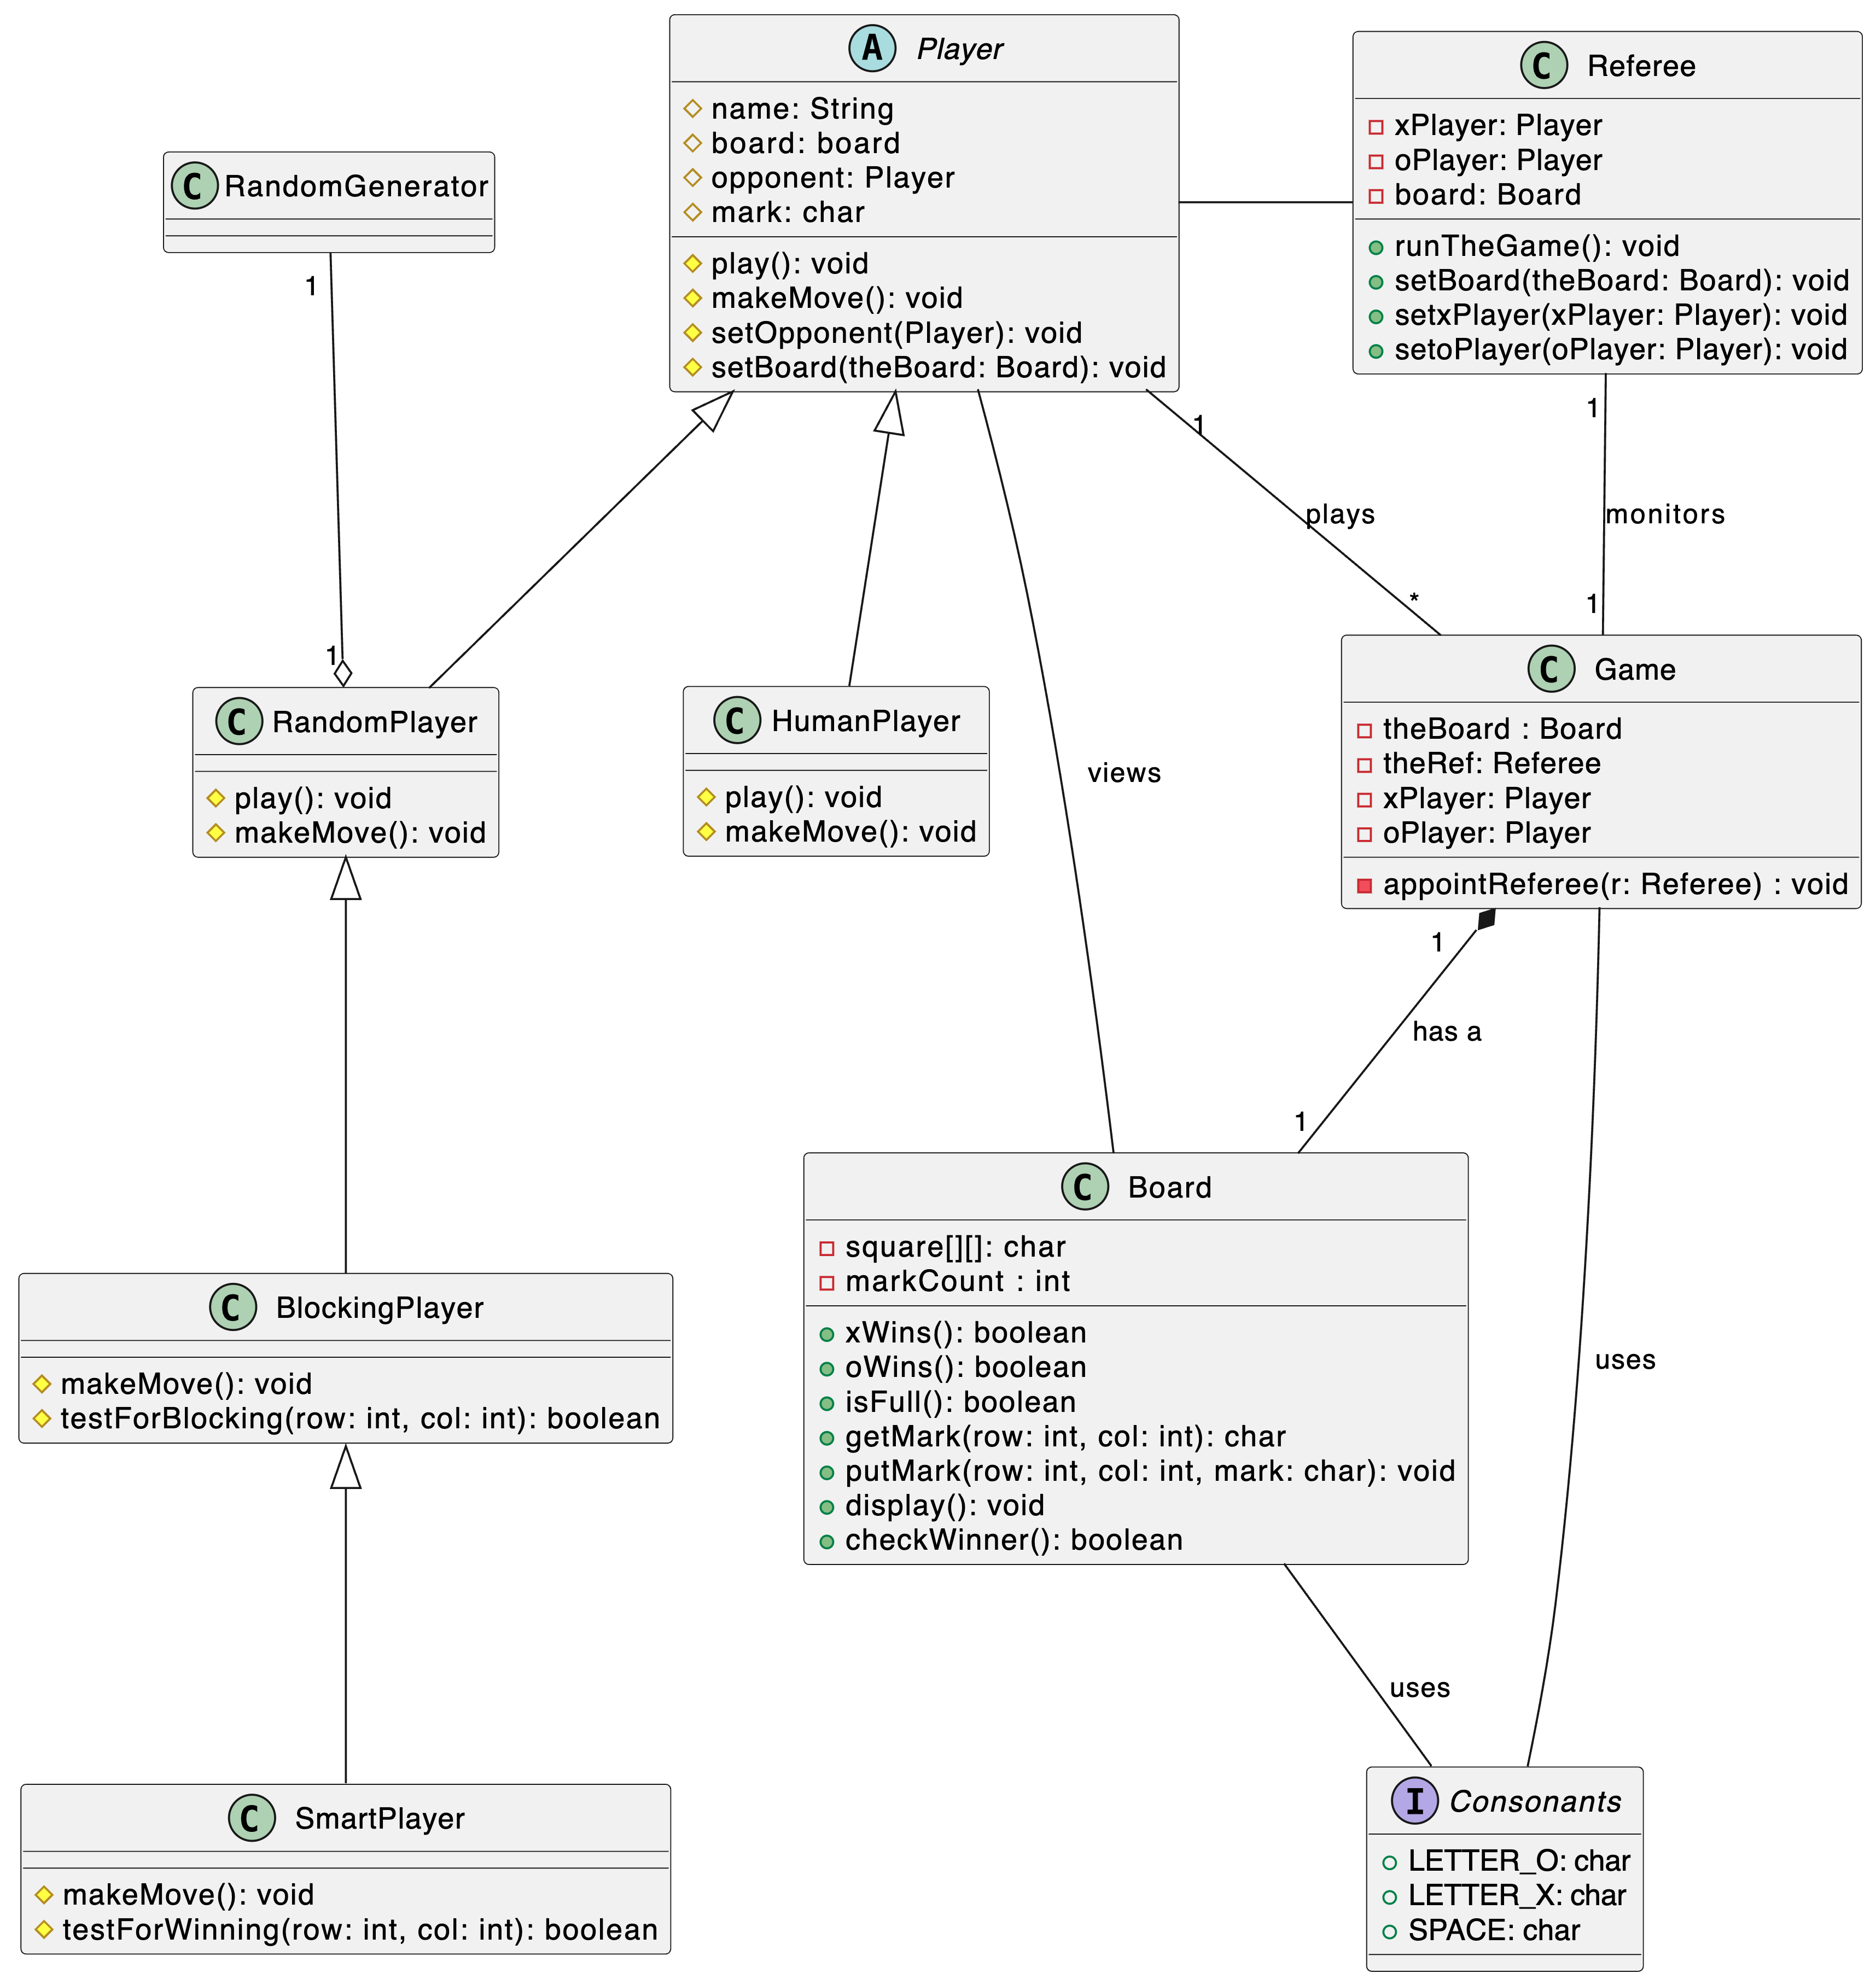 A Player
name: String
board: board
opponent: Player
mark: char
play(): void
makeMove(): void
setOpponent(Player): void
setBoard(theBoard: Board): void
C Referee
xPlayer: Player
oPlayer: Player
board: Board
runTheGame(): void
setBoard(theBoard: Board): void
setxPlayer(xPlayer: Player): void
setoPlayer(oPlayer: Player): void
C RandomGenerator
1
1
1
plays
*
1
monitors
1
C RandomPlayer
play(): void
makeMove(): void
C HumanPlayer
play(): void
makeMove(): void
views
C Game
theBoard : Board
theRef: Referee
xPlayer: Player
oPlayer: Player
appointReferee(r: Referee) : void
1
has a
1
C BlockingPlayer
makeMove(): void
testForBlocking(row: int, col: int): boolean
C Board
square[][]: char
markCount : int
xWins(): boolean
oWins(): boolean
isFull(): boolean
getMark(row: int, col: int): char
putMark(row: int, col: int, mark: char): void
display(): void
checkWinner(): boolean
uses
uses
C SmartPlayer
makeMove(): void
testForWinning(row: int, col: int): boolean
I Consonants
LETTER_O: char
LETTER_X: char
SPACE: char